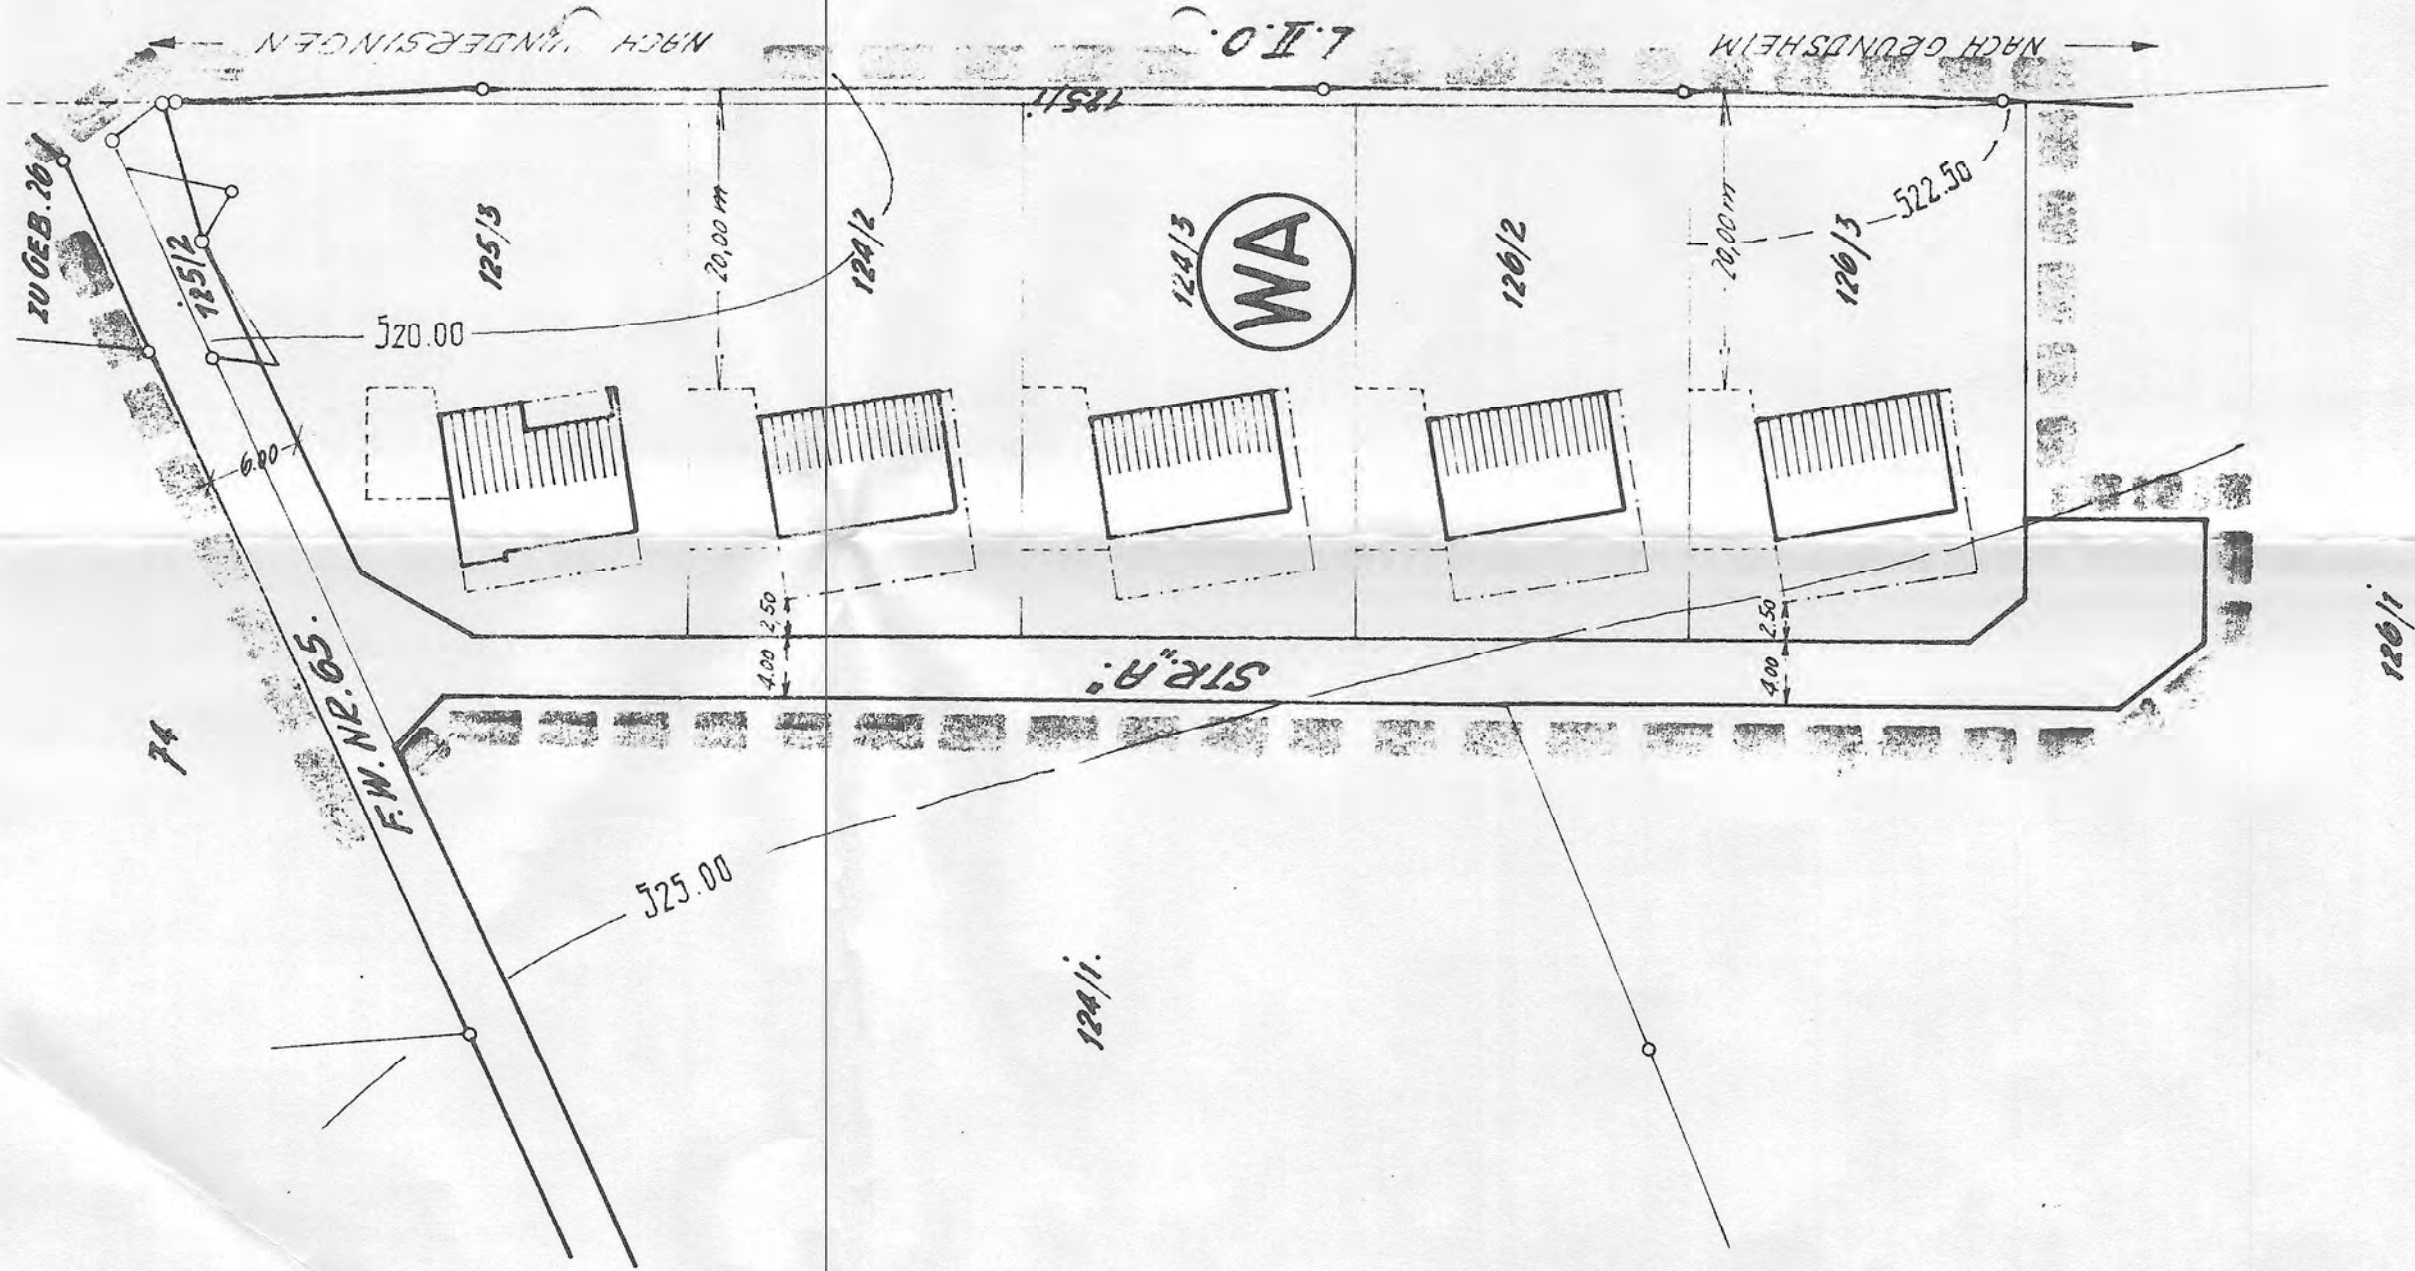 NACH UNDERSINGEN
L.II.O.
NACH GRUNDSHEIM
125/1.
ZU GEB. 26
125/2
125/3
20,00 m
124/2
124/3
WA
126/2
20,00 m
126/3
522.50
520.00
6.00
2.50
4.00
2.50
4.00
STR. „A"
F.W. NR. 65.
74
525.00
124/1.
126/1.